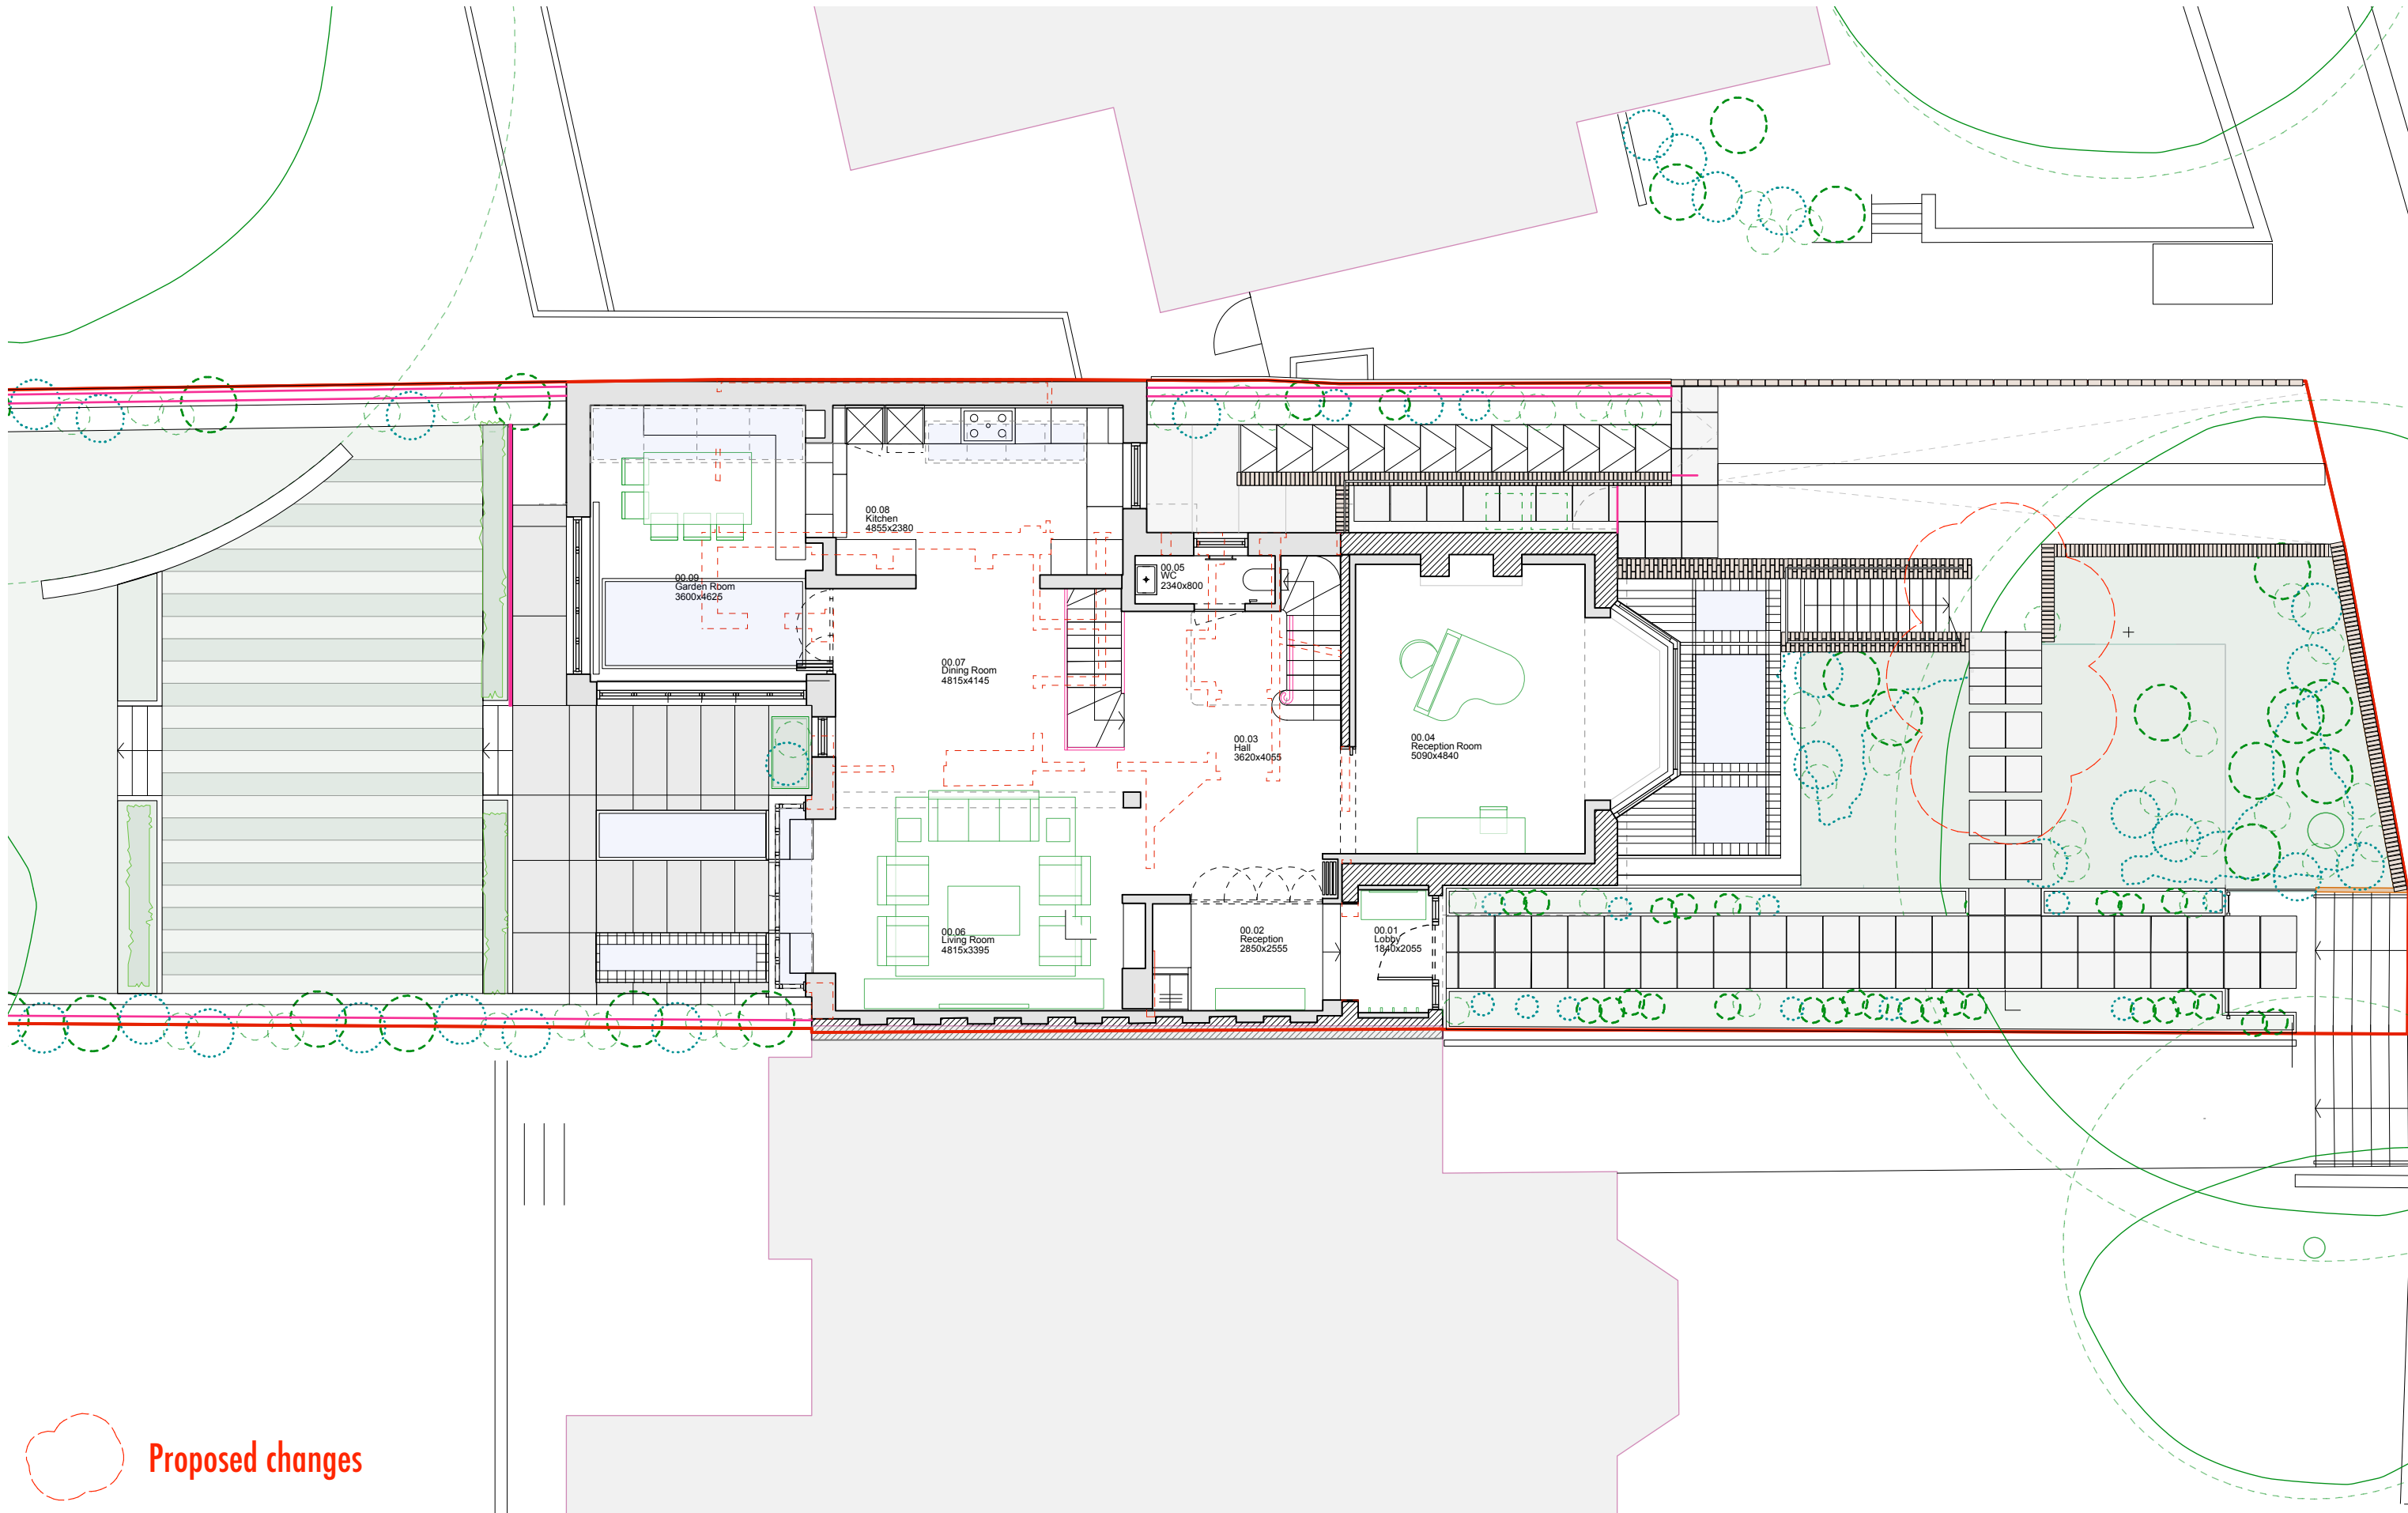 00.08
Kitchen
4855x2380
00.05
WC
2340x800
00.09
Garden Room
3600x4625
00.07
Dining Room
4815x4145
00.03
Hall
3620x4055
00.04
Reception Room
5090x4840
00.06
Living Room
4815x3395
00.02
Reception
2850x2555
00.01
Lobby
1840x2055
Proposed changes